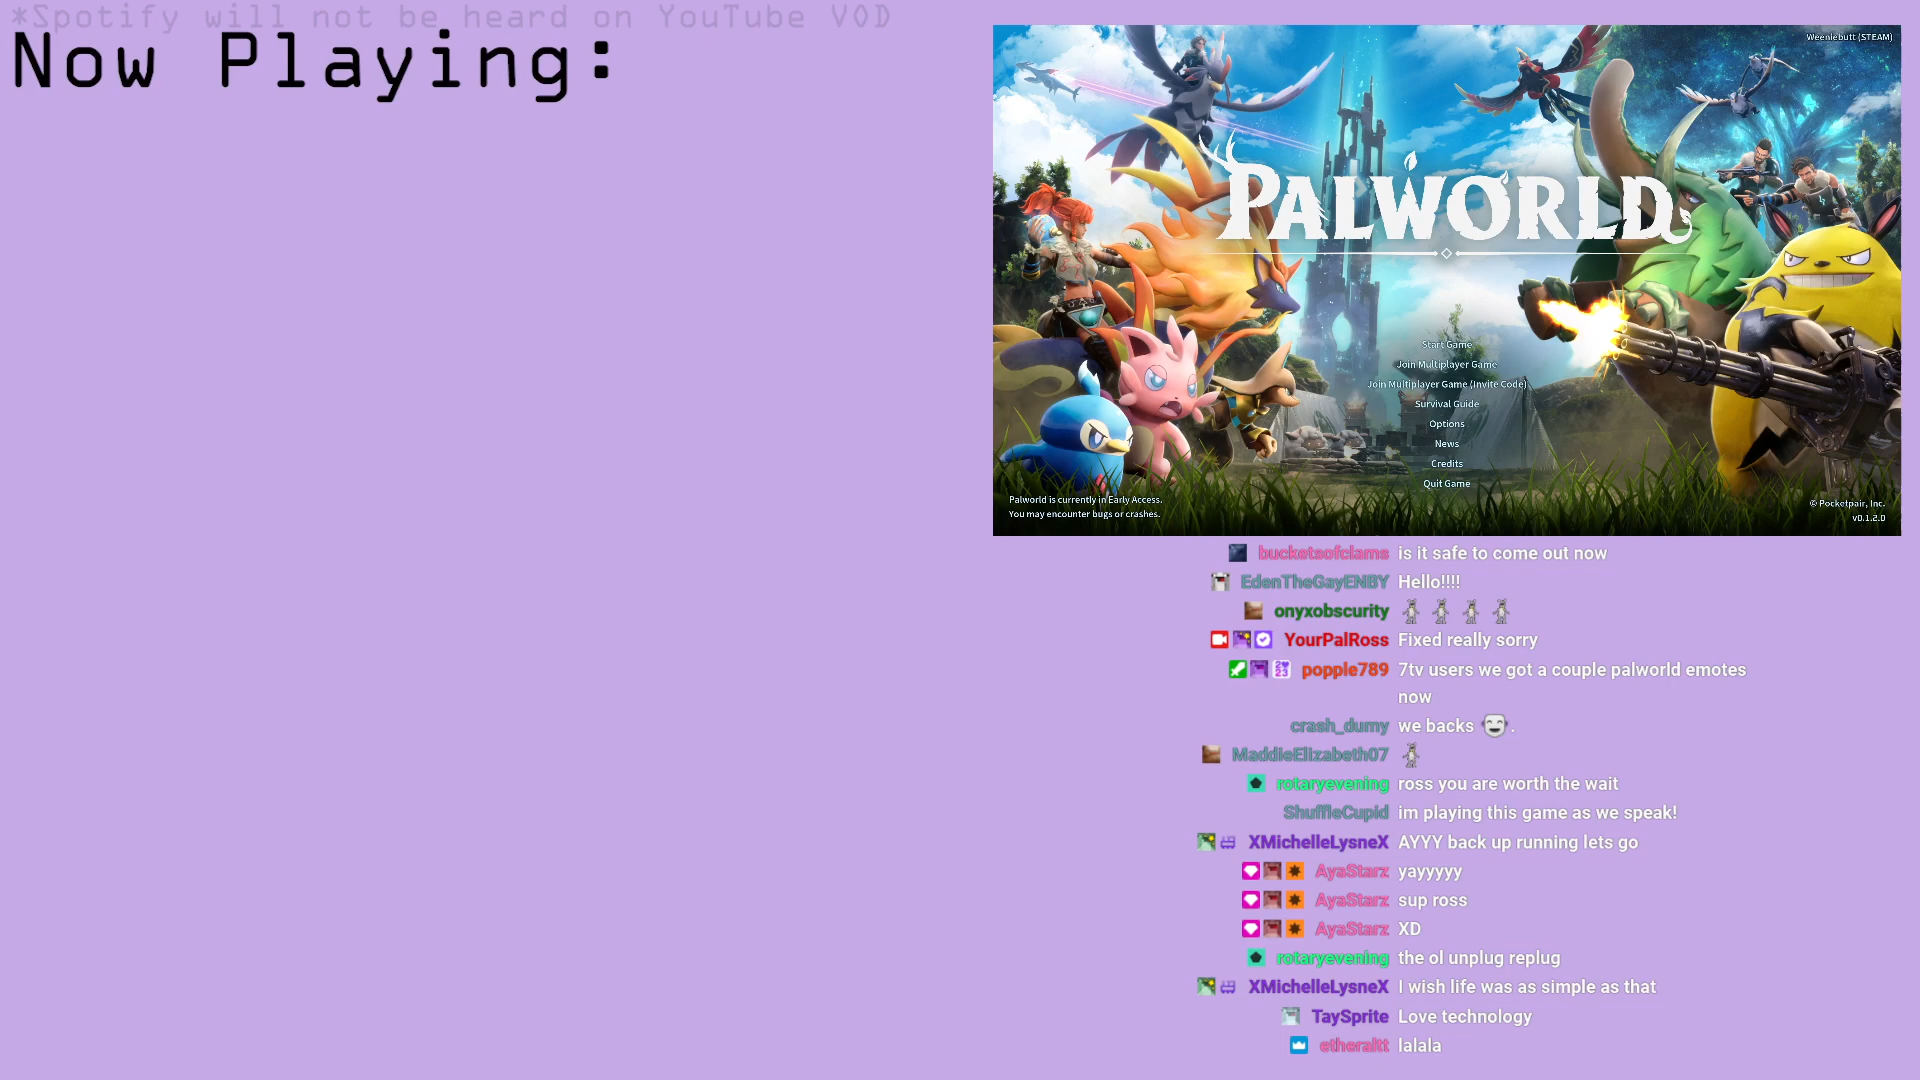 *Spotify will not be heard on YouTube VOD
Now Playing:
Weeniebutt (STEAM)
PALWORLD
Start Game
Join Multiplayer Game
Join Multiplayer Game (Invite Code)
Survival Guide
Options
News
Credits
Quit Game
Palworld is currently in Early Access.
You may encounter bugs or crashes.
© Pocketpair, Inc.
v0.1.2.0
bucketsofclams is it safe to come out now
EdenTheGayENBY Hello!!!!
onyxobscurity
YourPalRoss Fixed really sorry
popple789 7tv users we got a couple palworld emotes
now
crash_dumy we backs .
MaddieElizabeth07
rotaryevening ross you are worth the wait
ShuffleCupid im playing this game as we speak!
XMichelleLysneX AYYY back up running lets go
AyaStarz yayyyyy
AyaStarz sup ross
AyaStarz XD
rotaryevening the ol unplug replug
XMichelleLysneX I wish life was as simple as that
TaySprite Love technology
etheraltt lalala